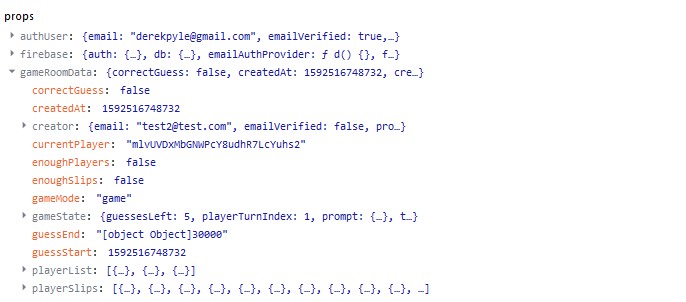 props
authUser: {email: "derekpyle@gmail.com", emailVerified: true,…}
firebase: {auth: {…}, db: {…}, emailAuthProvider: ƒ d() {}, f…}
gameRoomData: {correctGuess: false, createdAt: 1592516748732, cre…}
correctGuess: false
createdAt: 1592516748732
creator: {email: "test2@test.com", emailVerified: false, pro…}
currentPlayer: "mlvUVDxMbGNWPcY8udhR7LcYuhs2"
enoughPlayers: false
enoughSlips: false
gameMode: "game"
gameState: {guessesLeft: 5, playerTurnIndex: 1, prompt: {…}, t…}
guessEnd: "[object Object]30000"
guessStart: 1592516748732
playerList: [{…}, {…}, {…}]
playerSlips: [{…}, {…}, {…}, {…}, {…}, {…}, {…}, {…}, {…}, {…}, …]